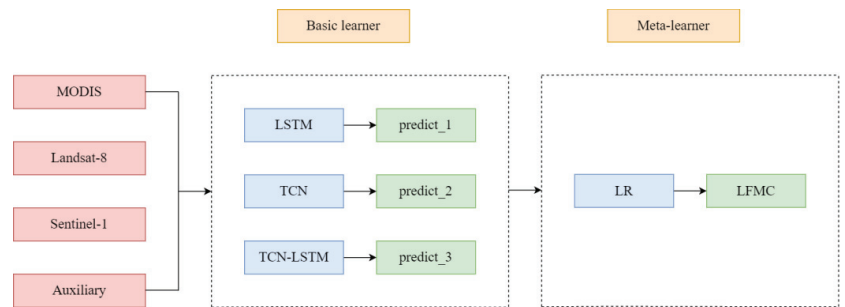 Basic learner
Meta-learner
MODIS
Landsat-8
Sentinel-1
Auxiliary
LSTM
predict_1
TCN
predict_2
TCN-LSTM
predict_3
LR
LFMC